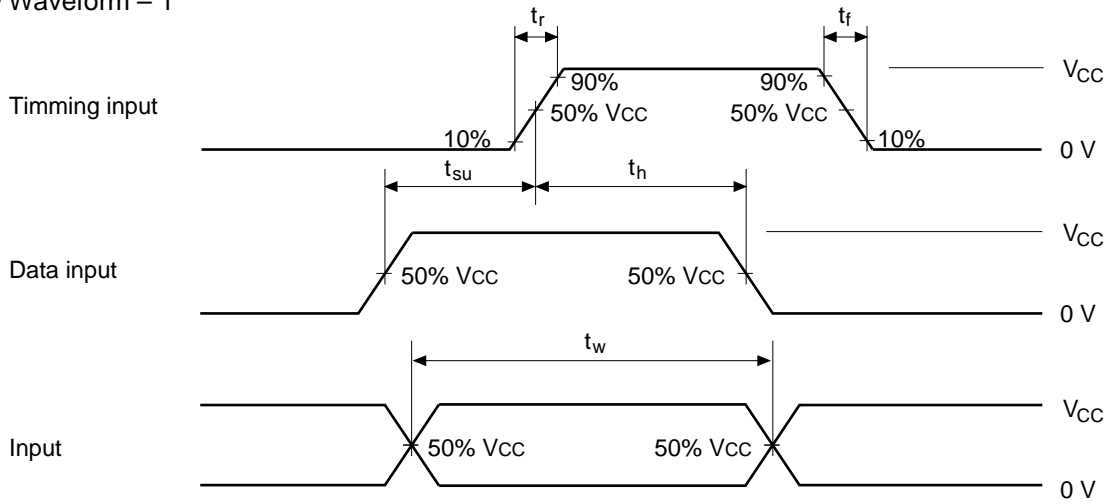 Waveform – 1
tr
tf
VCC
90%
90%
Timming input
50% VCC
50% VCC
10%
10%
0 V
tsu
th
VCC
Data input
50% VCC
50% VCC
0 V
tw
VCC
Input
50% VCC
50% VCC
0 V